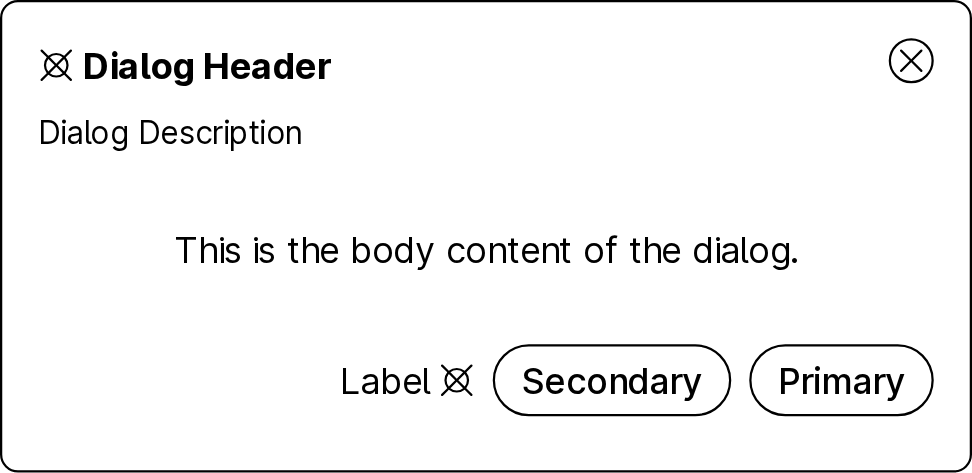 Dialog Header
Dialog Description
This is the body content of the dialog.
Label Secondary Primary